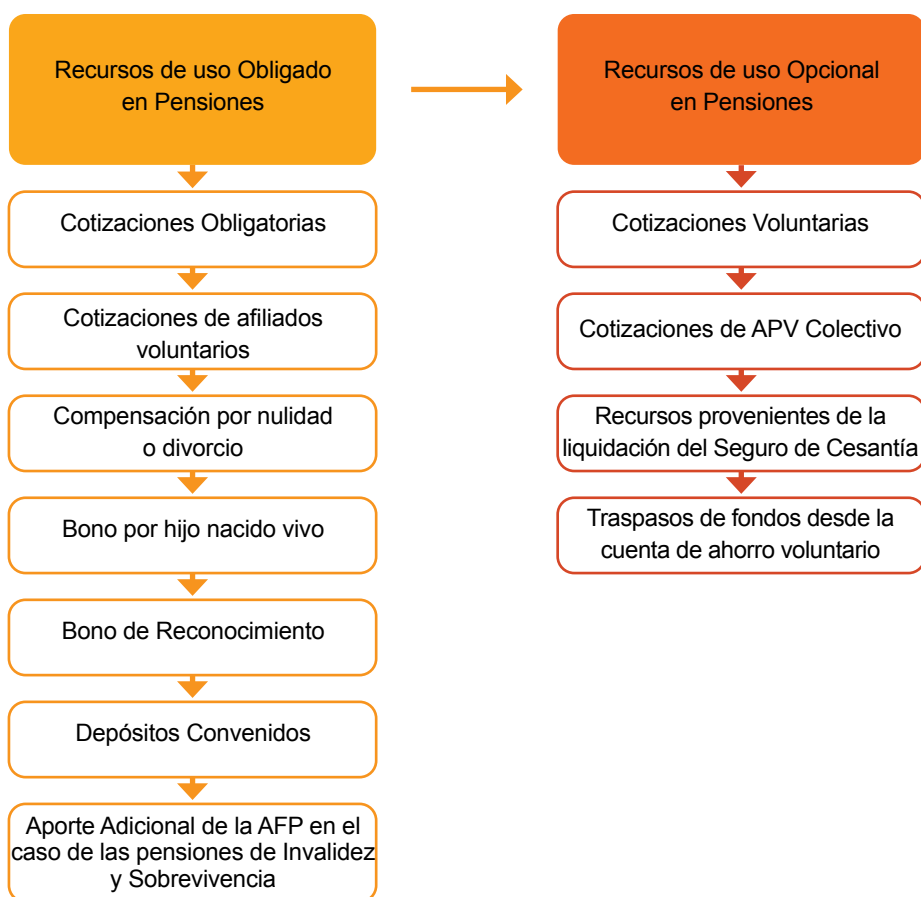 Recursos de uso Obligado
en Pensiones
Cotizaciones Obligatorias
Cotizaciones de afiliados
voluntarios
Compensación por nulidad
o divorcio
Bono por hijo nacido vivo
Bono de Reconocimiento
Depósitos Convenidos
Aporte Adicional de la AFP en el
caso de las pensiones de Invalidez
y Sobrevivencia
Recursos de uso Opcional
en Pensiones
Cotizaciones Voluntarias
Cotizaciones de APV Colectivo
Recursos provenientes de la
liquidación del Seguro de Cesantía
Traspasos de fondos desde la
cuenta de ahorro voluntario